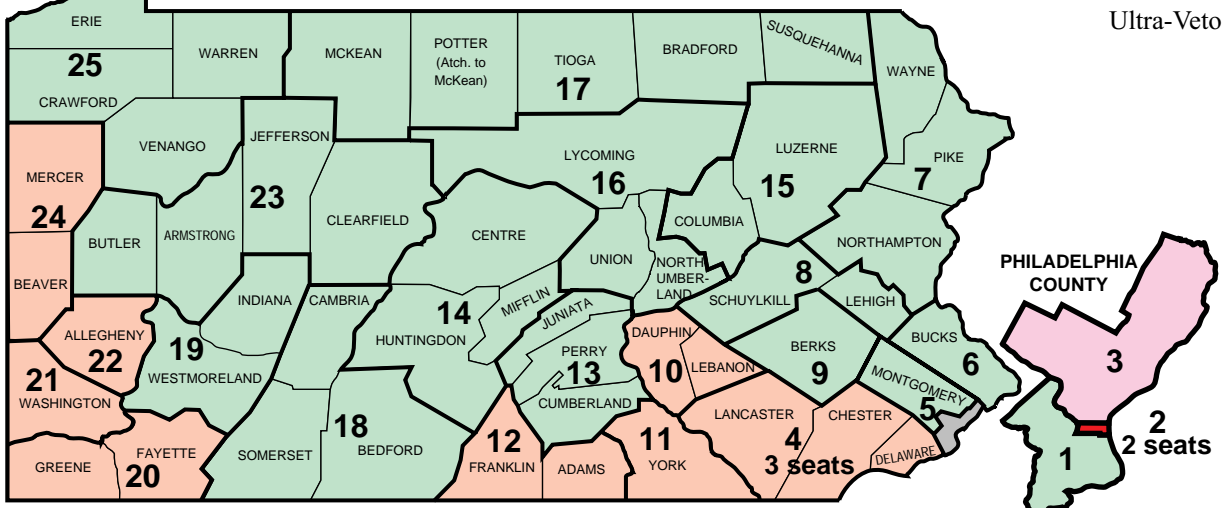 Ultra-Veto
ERIE
25
CRAWFORD
WARREN
MCKEAN
POTTER
(Atch. to
McKean)
TIOGA
17
BRADFORD
SUSQUEHANNA
WAYNE
PIKE
7
MERCER
24
BEAVER
VENANGO
BUTLER
ARMSTRONG
JEFFERSON
23
CLEARFIELD
LYCOMING
16
CENTRE
UNION
NORTH
UMBER-
LAND
COLUMBIA
LUZERNE
15
NORTHAMPTON
8
SCHUYLKILL
LEHIGH
INDIANA
CAMBRIA
ALLEGHENY
22
19
WESTMORELAND
21
WASHINGTON
GREENE
FAYETTE
20
SOMERSET
18
BEDFORD
14
HUNTINGDON
MIFFLIN
JUNIATA
PERRY
13
CUMBERLAND
DAUPHIN
10
LEBANON
BERKS
9
BUCKS
6
MONTGOMERY
5
12
FRANKLIN
ADAMS
11
YORK
LANCASTER
4
3 seats
CHESTER
DELAWARE
PHILADELPHIA
COUNTY
3
2
2 seats
1